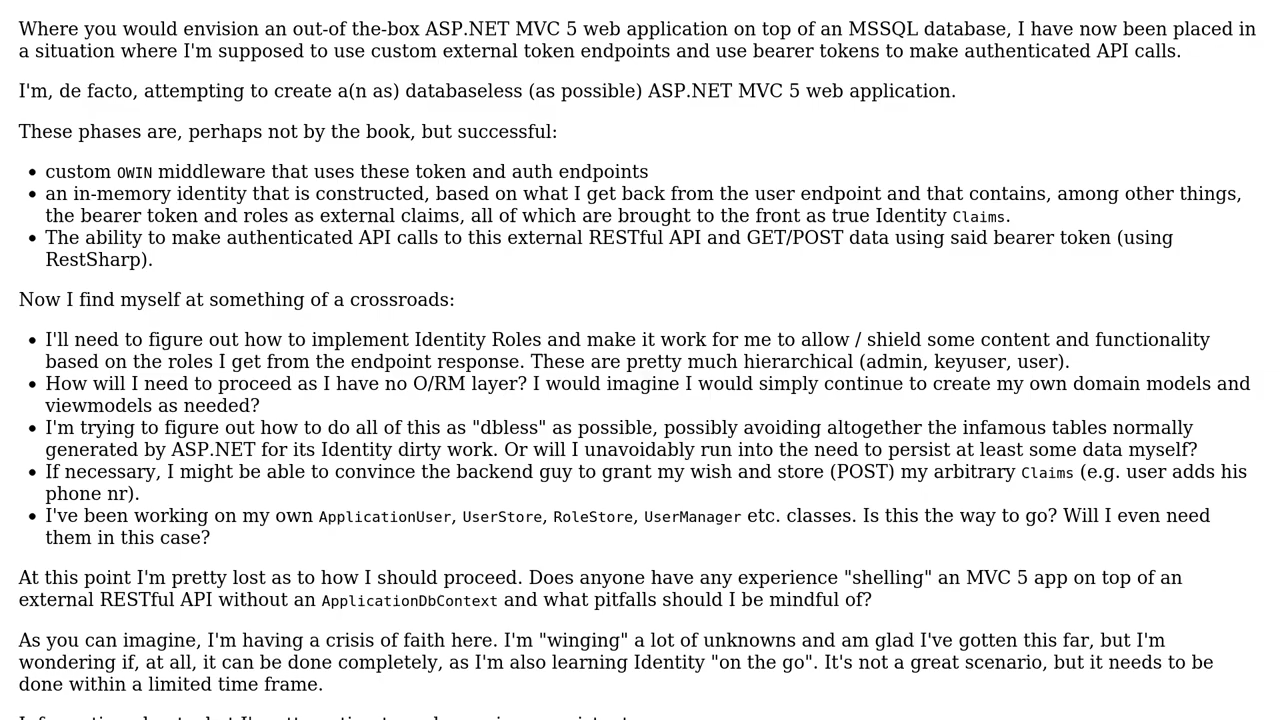 Where you would envision an out-of the-box ASP.NET MVC 5 web application on top of an MSSQL database, I have now been placed in
a situation where I'm supposed to use custom external token endpoints and use bearer tokens to make authenticated API calls.
I'm, de facto, attempting to create a(n as) databaseless (as possible) ASP.NET MVC 5 web application.
These phases are, perhaps not by the book, but successful:
• custom OWIN middleware that uses these token and auth endpoints
• an in-memory identity that is constructed, based on what I get back from the user endpoint and that contains, among other things,
the bearer token and roles as external claims, all of which are brought to the front as true Identity Claims.
• The ability to make authenticated API calls to this external RESTful API and GET/POST data using said bearer token (using
RestSharp).
Now I find myself at something of a crossroads:
• I'll need to figure out how to implement Identity Roles and make it work for me to allow / shield some content and functionality
based on the roles I get from the endpoint response. These are pretty much hierarchical (admin, keyuser, user).
• How will I need to proceed as I have no O/RM layer? I would imagine I would simply continue to create my own domain models and
viewmodels as needed?
• I'm trying to figure out how to do all of this as "dbless" as possible, possibly avoiding altogether the infamous tables normally
generated by ASP.NET for its Identity dirty work. Or will I unavoidably run into the need to persist at least some data myself?
• If necessary, I might be able to convince the backend guy to grant my wish and store (POST) my arbitrary Claims (e.g. user adds his
phone nr).
• I've been working on my own ApplicationUser, UserStore, RoleStore, UserManager etc. classes. Is this the way to go? Will I even need
them in this case?
At this point I'm pretty lost as to how I should proceed. Does anyone have any experience "shelling" an MVC 5 app on top of an
external RESTful API without an ApplicationDbContext and what pitfalls should I be mindful of?
As you can imagine, I'm having a crisis of faith here. I'm "winging" a lot of unknowns and am glad I've gotten this far, but I'm
wondering if, at all, it can be done completely, as I'm also learning Identity "on the go". It's not a great scenario, but it needs to be
done within a limited time frame.